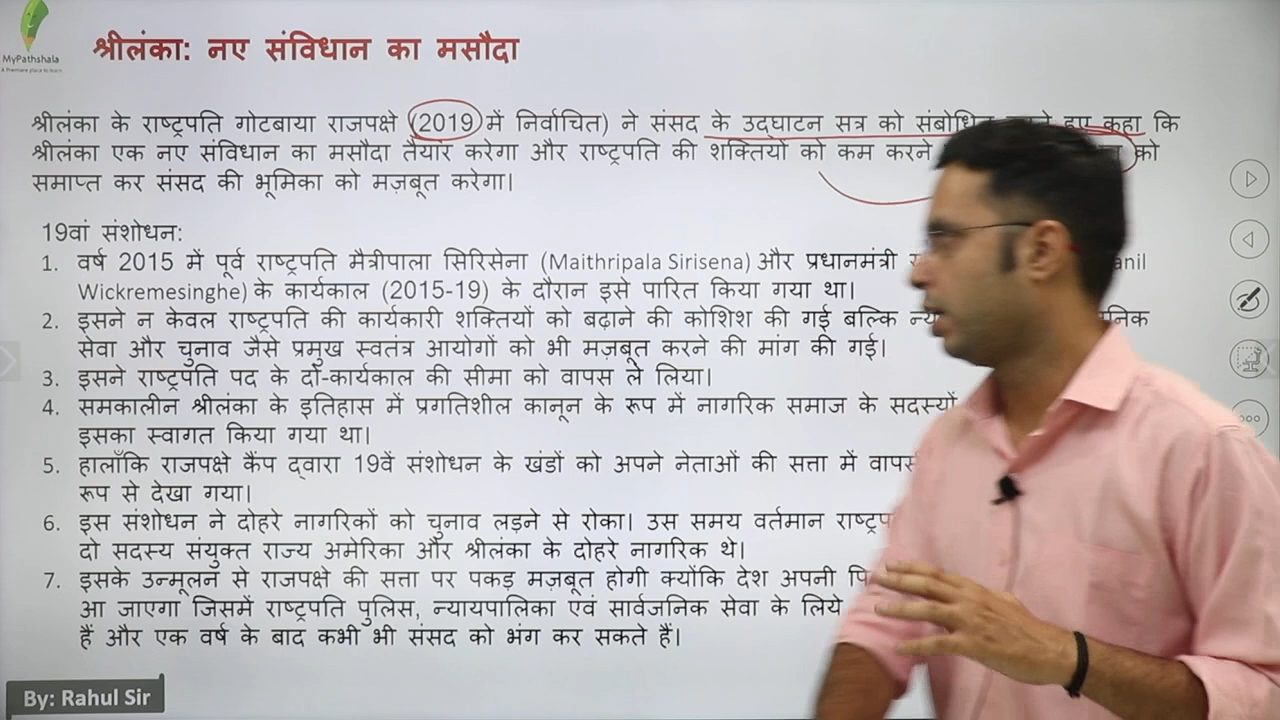 MyPathshala
A Premiere place to learn
श्रीलंका: नए संविधान का मसौदा
श्रीलंका के राष्ट्रपति गोटबाया राजपक्षे (2019 में निर्वाचित) ने संसद के उद्घाटन सत्र को संबोधित हुए कहा कि
श्रीलंका एक नए संविधान का मसौदा तैयार करेगा और राष्ट्रपति की शक्तियों को कम करने को
समाप्त कर संसद की भूमिका को मज़बूत करेगा।
19वां संशोधन:
1. वर्ष 2015 में पूर्व राष्ट्रपति मैत्रीपाला सिरिसेना (Maithripala Sirisena) और प्रधानमंत्री
Wickremesinghe) के कार्यकाल (2015-19) के दौरान इसे पारित किया गया था।
2. इसने न केवल राष्ट्रपति की कार्यकारी शक्तियों को बढ़ाने की कोशिश की गई बल्कि
सेवा और चुनाव जैसे प्रमुख स्वतंत्र आयोगों को भी मज़बूत करने की मांग की गई।
3. इसने राष्ट्रपति पद के दो-कार्यकाल की सीमा को वापस ले लिया।
4. समकालीन श्रीलंका के इतिहास में प्रगतिशील कानून के रूप में नागरिक समाज के सदस्यों
इसका स्वागत किया गया था।
5. हालाँकि राजपक्षे कैंप द्वारा 19वें संशोधन के खंडों को अपने नेताओं की सत्ता में
रूप से देखा गया।
6. इस संशोधन ने दोहरे नागरिकों को चुनाव लड़ने से रोका। उस समय वर्तमान
दो सदस्य संयुक्त राज्य अमेरिका और श्रीलंका के दोहरे नागरिक थे।
7. इसके उन्मूलन से राजपक्षे की सत्ता पर पकड़ मज़बूत होगी क्योंकि देश अपनी
आ जाएगा जिसमें राष्ट्रपति पुलिस, न्यायपालिका एवं सार्वजनिक सेवा के लिये
हैं और एक वर्ष के बाद कभी भी संसद को भंग कर सकते हैं।
By: Rahul Sir